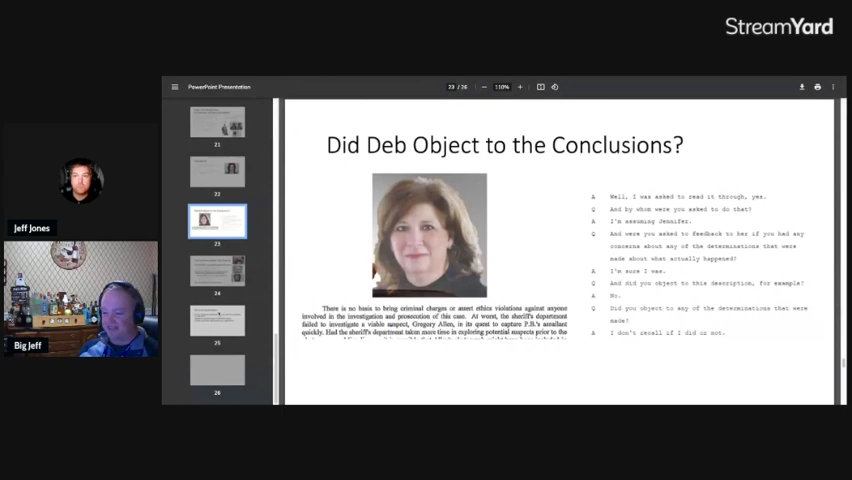 StreamYard
PowerPoint Presentation
23 / 26
110%
21
22
23
24
25
26
Jeff Jones
Big Jeff
Did Deb Object to the Conclusions?
There is no basis to bring criminal charges or assert ethics violations against anyone
involved in the investigation and prosecution of this case. At worst, the sheriff's department
failed to investigate a viable suspect, Gregory Allen, in its quest to capture P.B.'s assailant
quickly. Had the sheriff's department taken more time in exploring potential suspects prior to the
A Well, I was asked to read it through, yes.
Q And by whom were you asked to do that?
A I'm assuming Jennifer.
Q And were you asked to feedback to her if you had any
concerns about any of the determinations that were
made about what actually happened?
A I'm sure I was.
Q And did you object to this description, for example?
A No.
Q Did you object to any of the determinations that were
made?
A I don't recall if I did or not.